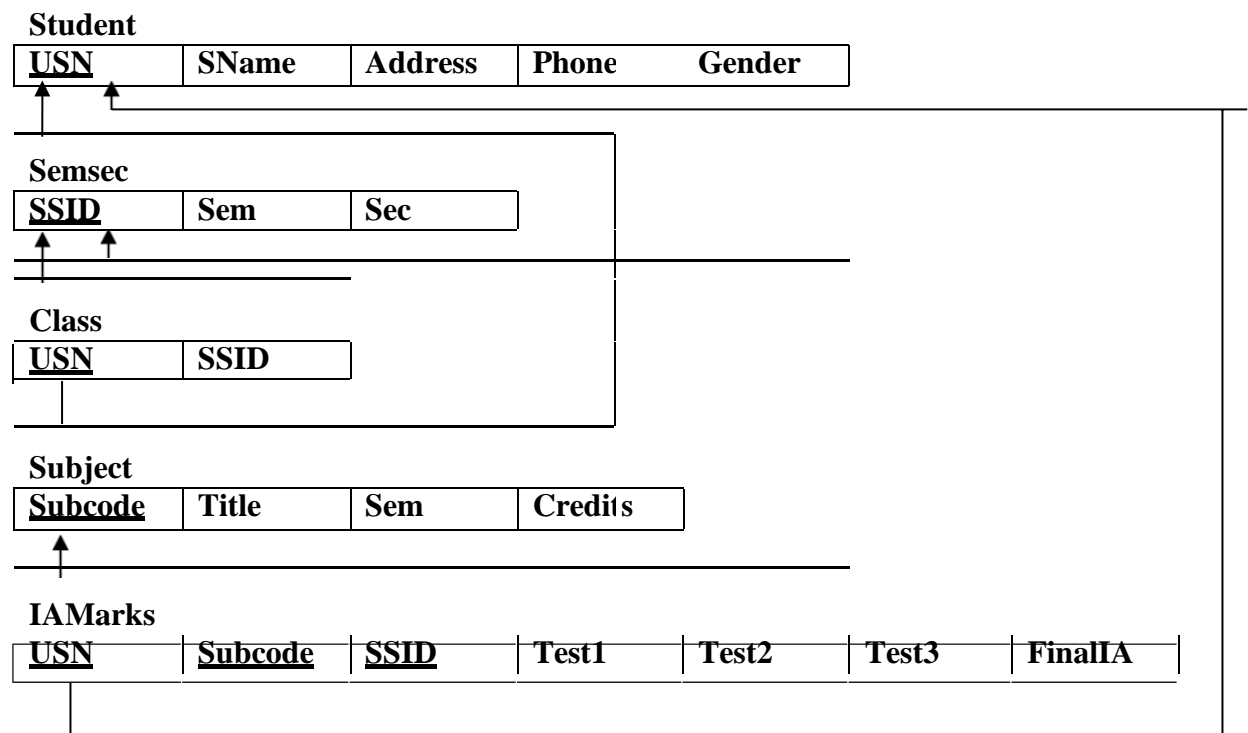 Student
USN SName Address Phone Gender
Semsec
SSID Sem Sec
Class
USN SSID
Subject
Subcode Title Sem Credits
IAMarks
USN Subcode SSID Test1 Test2 Test3 FinalIA